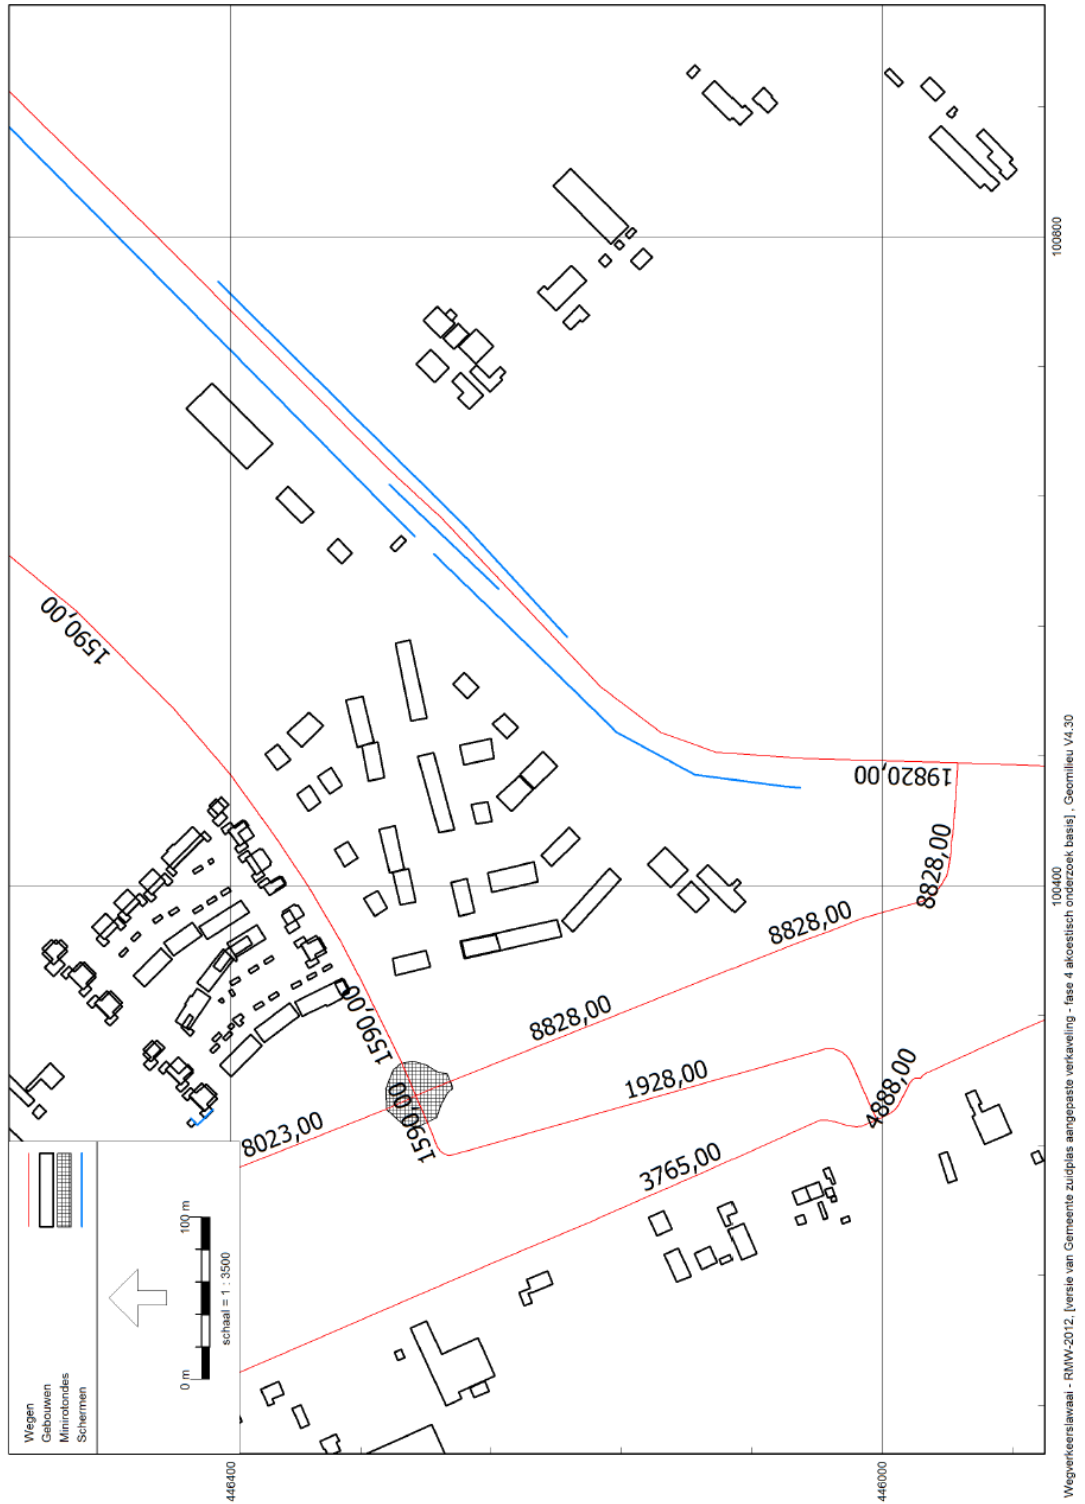 Wegen
Gebouwen
Minirotondes
Schermen
0 m
100 m
schaal = 1 : 3500
1590,00
1590,00
1590,00
8023,00
8828,00
8828,00
8828,00
19820,00
1928,00
4888,00
3765,00
446400
446000
100800
100400
Wegverkeerslawaai - RMW-2012, [versie van Gemeente zuidplas aangepaste verkaveling - fase 4 akoestisch onderzoek basis] , Geomilieu V4.30